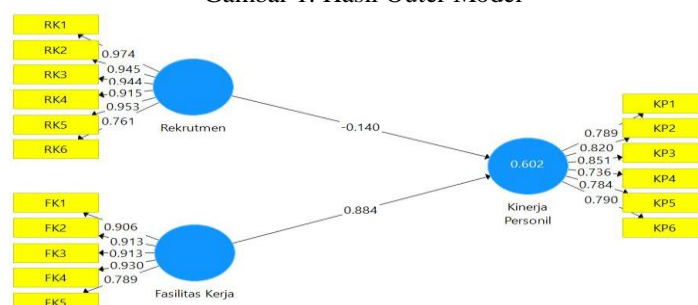 Gambar 1. Hasil Outer Model
RK1
RK2
RK3
RK4
RK5
RK6
0.974
0.945
0.944
0.915
0.953
0.761
Rekrutmen
-0.140
FK1
FK2
FK3
FK4
FK5
0.906
0.913
0.913
0.930
0.789
Fasilitas Kerja
0.884
0.602
Kinerja
Personil
0.789
0.820
0.851
0.736
0.784
0.790
KP1
KP2
KP3
KP4
KP5
KP6